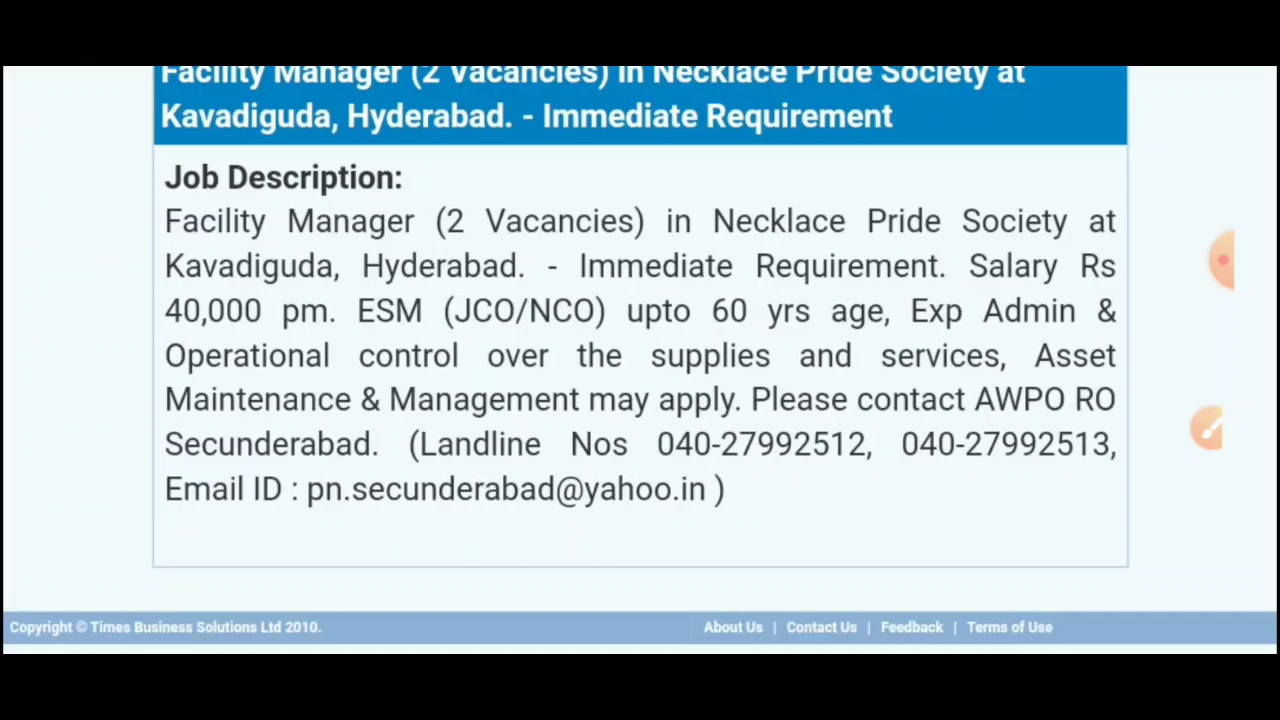 Facility Manager (2 Vacancies) in Necklace Pride Society at
Kavadiguda, Hyderabad. - Immediate Requirement
Job Description:
Facility Manager (2 Vacancies) in Necklace Pride Society at
Kavadiguda, Hyderabad. - Immediate Requirement. Salary Rs
40,000 pm. ESM (JCO/NCO) upto 60 yrs age, Exp Admin &
Operational control over the supplies and services, Asset
Maintenance & Management may apply. Please contact AWPO RO
Secunderabad. (Landline Nos 040-27992512, 040-27992513,
Email ID : pn.secunderabad@yahoo.in )
Copyright © Times Business Solutions Ltd 2010. About Us | Contact Us | Feedback | Terms of Use